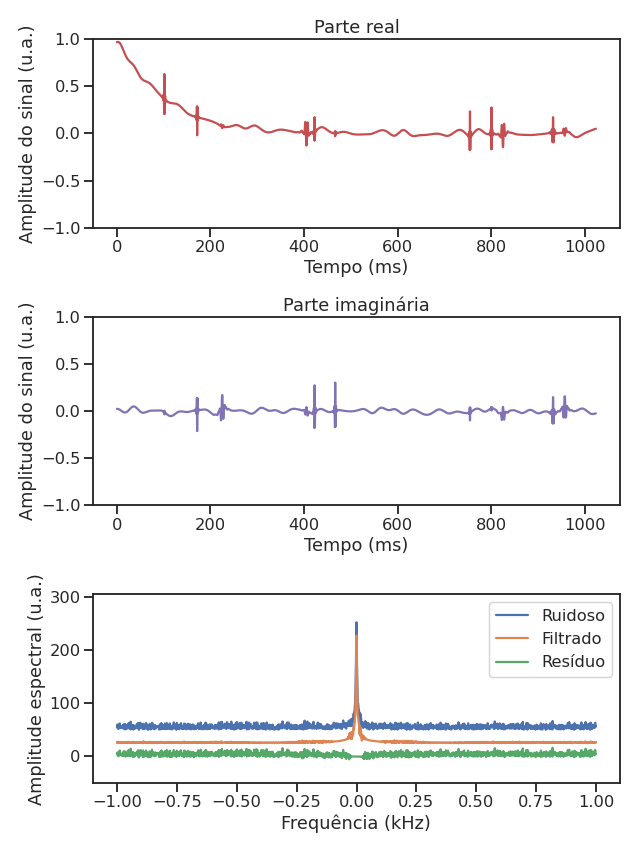 Parte real
Amplitude do sinal (u.a.)
1.0
0.5
0.0
−0.5
−1.0
0 200 400 600 800 1000
Tempo (ms)
Parte imaginária
Amplitude do sinal (u.a.)
1.0
0.5
0.0
−0.5
−1.0
0 200 400 600 800 1000
Tempo (ms)
Amplitude espectral (u.a.)
300
200
100
0
Ruidoso
Filtrado
Resíduo
−1.00 −0.75 −0.50 −0.25 0.00 0.25 0.50 0.75 1.00
Frequência (kHz)